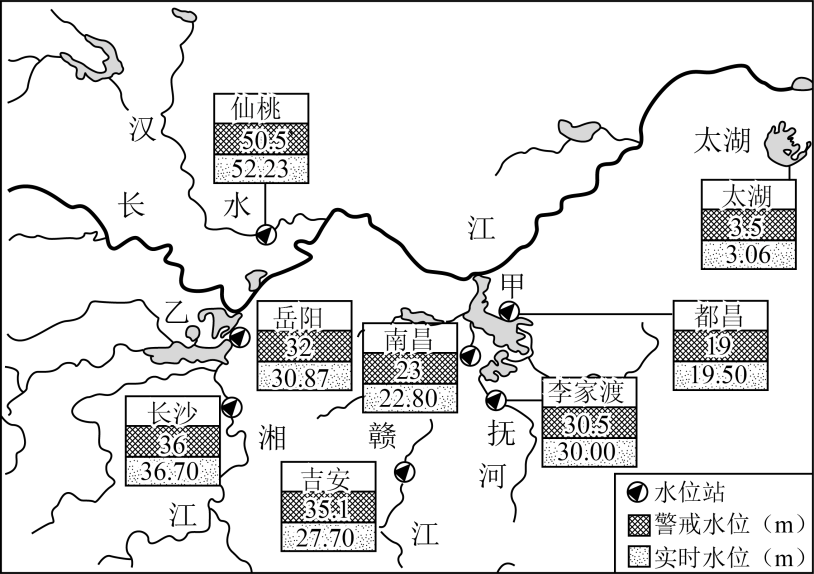 仙桃
50.5
52.23
汉
水
长
江
太湖
太湖
3.5
3.06
甲
乙
岳阳
32
30.87
南昌
23
22.80
都昌
19
19.50
李家渡
30.5
30.00
长沙
36
36.70
湘
江
赣
江
抚
河
吉安
35.1
27.70
水位站
警戒水位（m）
实时水位（m）